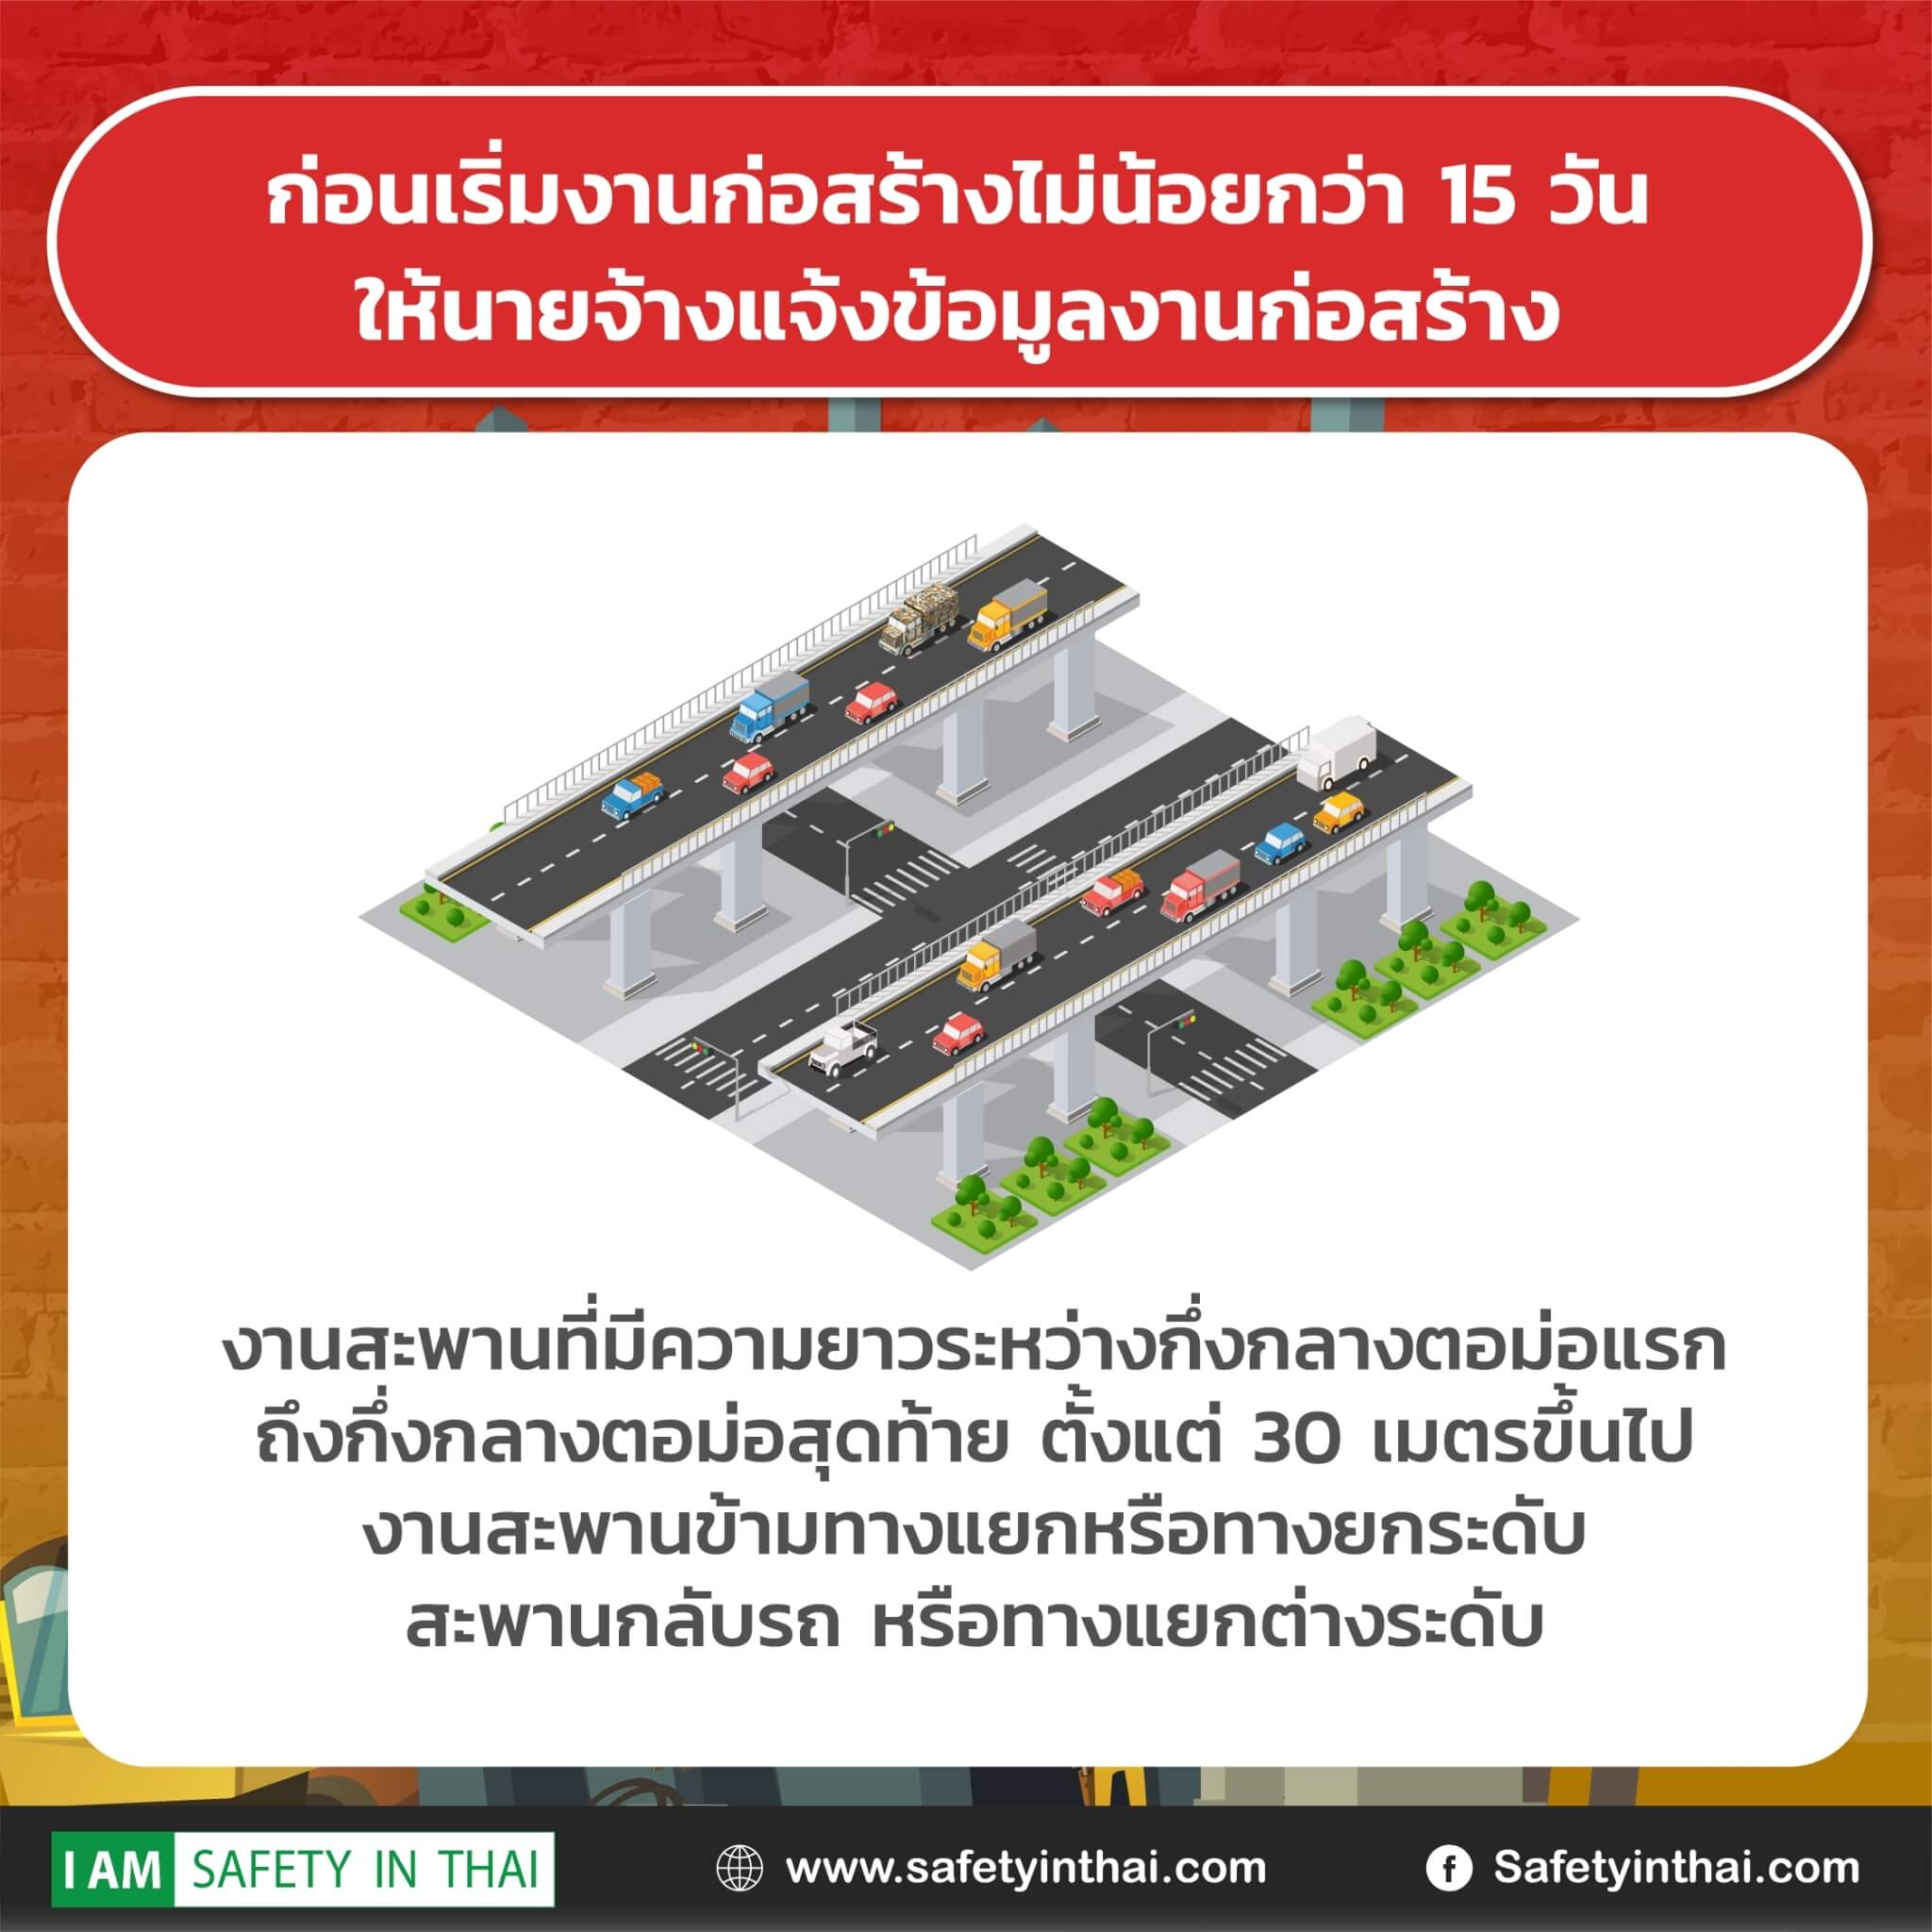 ก่อนเริ่มงานก่อสร้างไม่น้อยกว่า 15 วัน
ให้นายจ้างแจ้งข้อมูลงานก่อสร้าง
งานสะพานที่มีความยาวระหว่างกึ่งกลางตอม่อแรก
ถึงกึ่งกลางตอม่อสุดท้าย ตั้งแต่ 30 เมตรขึ้นไป
งานสะพานข้ามทางแยกหรือทางยกระดับ
สะพานกลับรถ หรือทางแยกต่างระดับ
I AM SAFETY IN THAI
www.safetyinthai.com
Safetyinthai.com